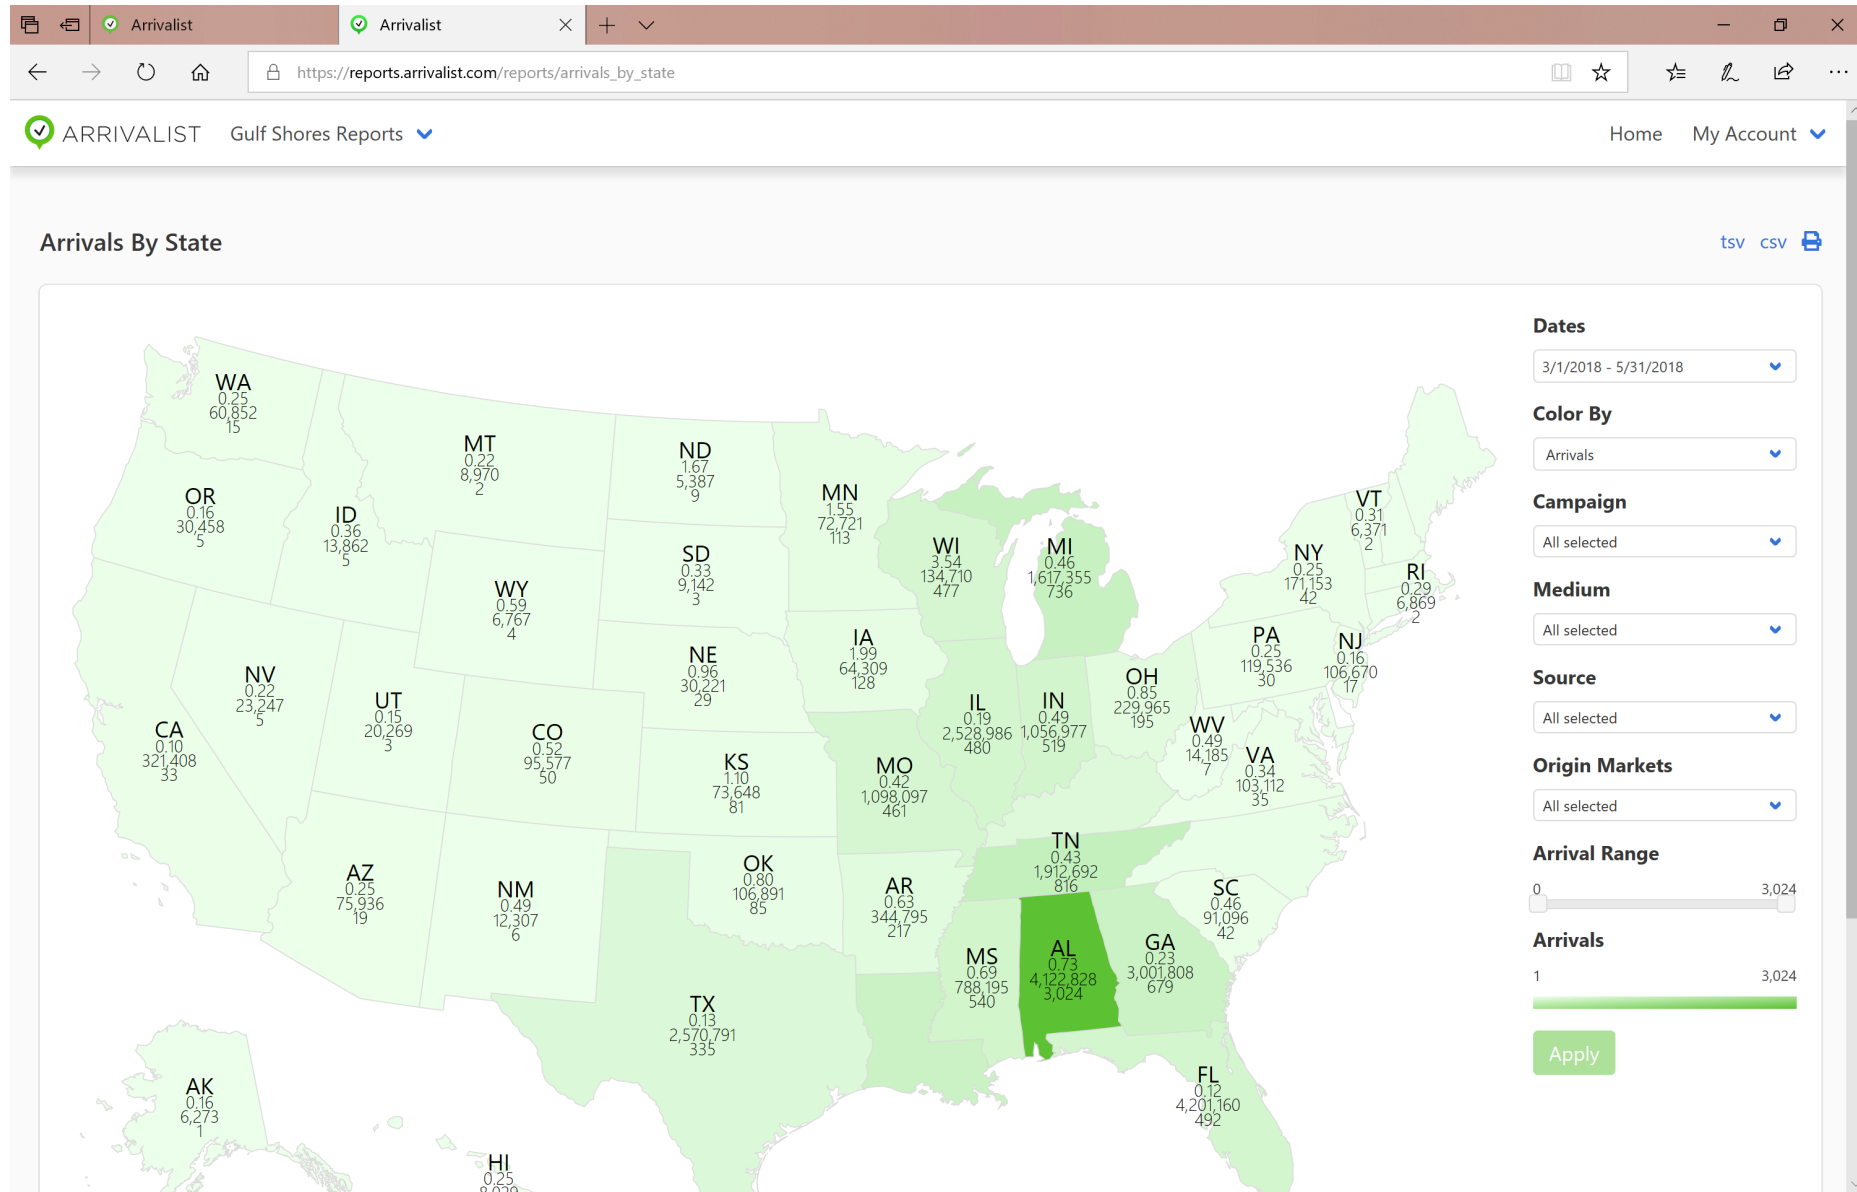 Arrivalist
Arrivalist
https://reports.arrivalist.com/reports/arrivals_by_state
ARRIVALIST
Gulf Shores Reports
Home
My Account
Arrivals By State
tsv
csv
WA
0.25
60,852
15
MT
0.22
8,970
2
ND
1.67
5,387
9
MN
1.55
72,721
113
OR
0.16
30,458
5
ID
0.36
13,862
5
SD
0.33
9,142
3
WI
3.54
134,710
477
MI
0.46
1,617,355
736
VT
0.31
6,371
2
NY
0.25
171,153
42
RI
0.29
6,869
2
WY
0.59
6,767
4
NE
0.96
30,221
29
IA
1.99
64,309
128
PA
0.25
119,536
30
NJ
0.16
106,670
17
NV
0.22
23,247
5
UT
0.15
20,269
3
CA
0.10
321,408
33
CO
0.52
95,577
50
KS
1.10
73,648
81
MO
0.42
1,098,097
461
IL
0.19
2,528,986
480
IN
0.49
1,056,977
519
OH
0.85
229,965
195
WV
0.49
14,185
7
VA
0.34
103,112
35
AZ
0.25
75,936
19
NM
0.49
12,307
6
OK
0.80
106,891
85
AR
0.63
344,795
217
TN
0.43
1,912,692
816
SC
0.46
91,096
42
MS
0.69
788,195
540
AL
0.73
4,122,828
3,024
GA
0.23
3,001,808
679
TX
0.13
2,570,791
335
FL
0.12
4,201,160
492
AK
0.16
6,273
1
HI
0.25
Dates
3/1/2018 - 5/31/2018
Color By
Arrivals
Campaign
All selected
Medium
All selected
Source
All selected
Origin Markets
All selected
Arrival Range
0
3,024
Arrivals
1
3,024
Apply